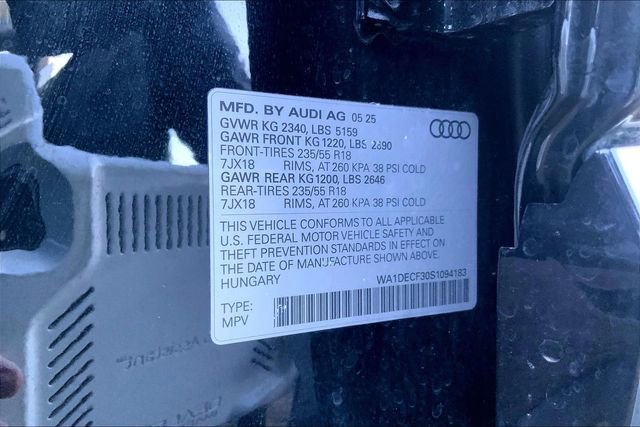 MFD. BY AUDI AG 05 25
GVWR KG 2340, LBS 5159
GAWR FRONT KG1220, LBS 2690
FRONT-TIRES 235/55 R18
7JX18 RIMS, AT 260 KPA 38 PSI COLD
GAWR REAR KG1200, LBS 2646
REAR-TIRES 235/55 R18
7JX18 RIMS, AT 260 KPA 38 PSI COLD
THIS VEHICLE CONFORMS TO ALL APPLICABLE
U.S. FEDERAL MOTOR VEHICLE SAFETY AND
THEFT PREVENTION STANDARDS IN EFFECT ON
THE DATE OF MANUFACTURE SHOWN ABOVE.
HUNGARY WA1DECF30S1094183
TYPE:
MPV